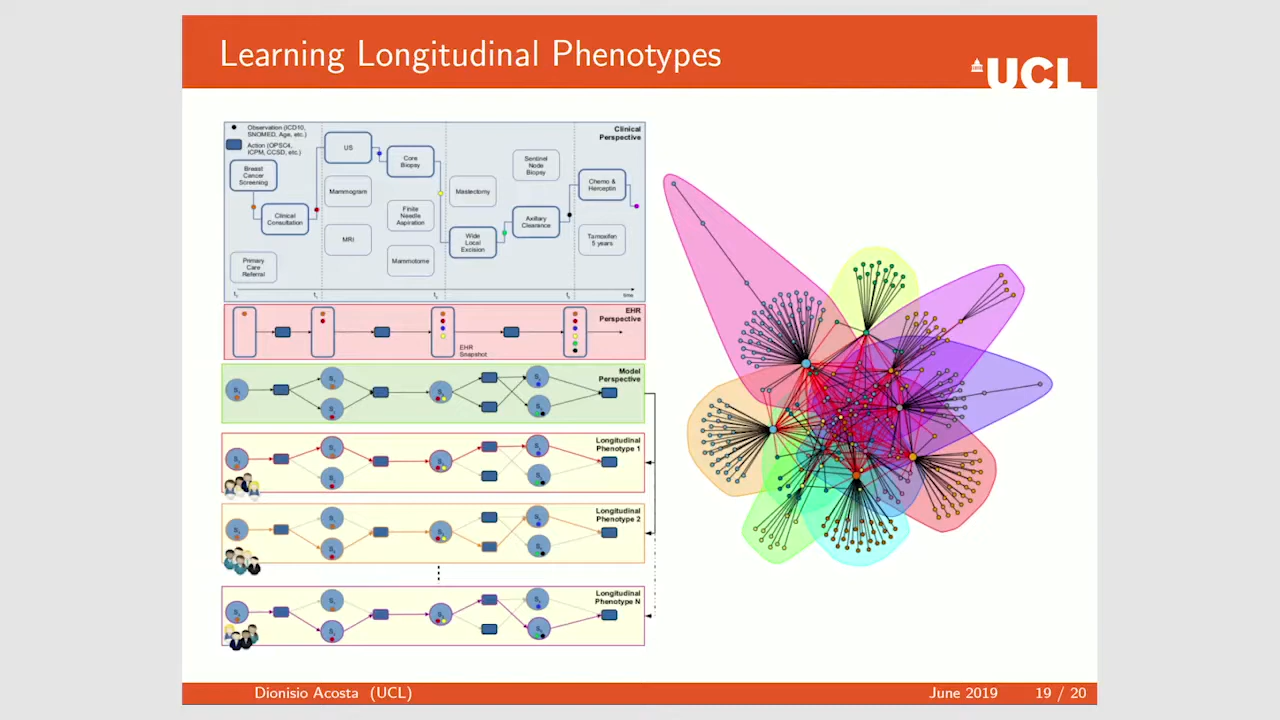 Learning Longitudinal Phenotypes
UCL
Observation (ICD10,
SNOMED, Age, etc.)
Action (OPSC4,
ICPM, CCSD, etc.)
Clinical
Perspective
Breast
Cancer
Screening
Clinical
Consultation
Primary
Care
Referral
US
Mammogram
MRI
Core
Biopsy
Finite
Needle
Aspiration
Mammotome
Mastectomy
Wide
Local
Excision
Sentinel
Node
Biopsy
Axillary
Clearance
Chemo &
Herceptin
Tamoxifen
5 years
time
EHR
Perspective
EHR
Snapshot
Model
Perspective
Longitudinal
Phenotype 1
Longitudinal
Phenotype 2
Longitudinal
Phenotype N
Dionisio Acosta (UCL)
June 2019
19 / 20